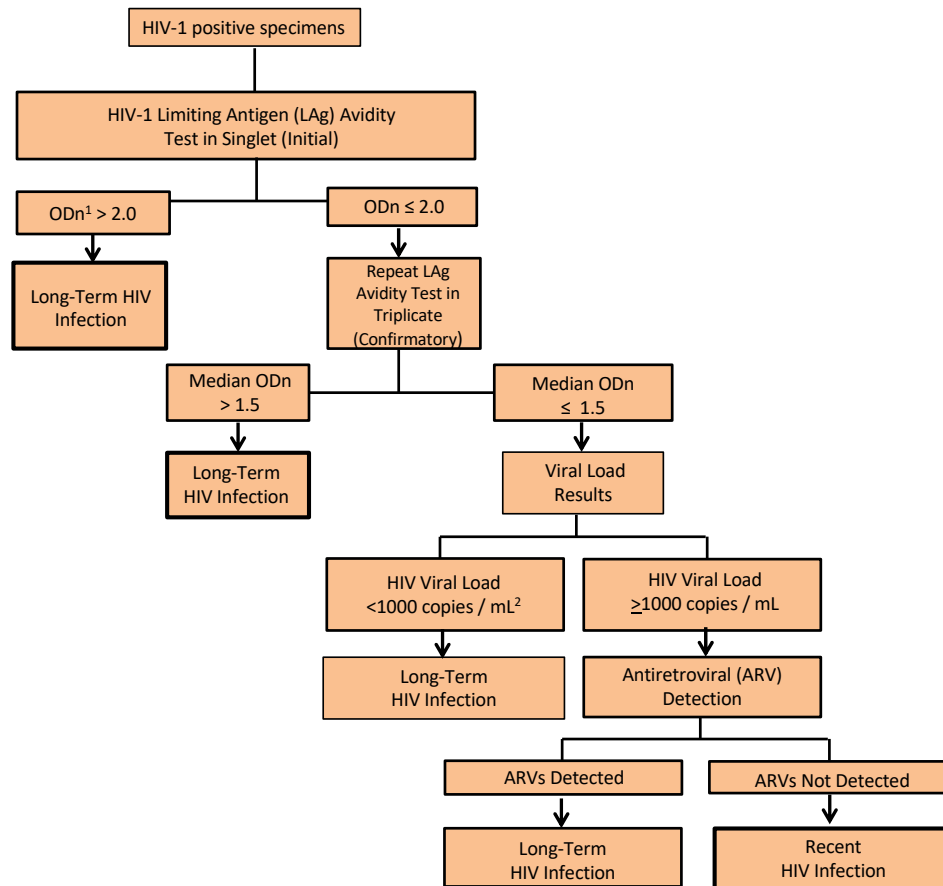 HIV-1 positive specimens
HIV-1 Limiting Antigen (LAg) Avidity
Test in Singlet (Initial)
ODn¹ > 2.0
ODn ≤ 2.0
Long-Term HIV
Infection
Repeat LAg
Avidity Test in
Triplicate
(Confirmatory)
Median ODn
> 1.5
Median ODn
≤ 1.5
Long-Term
HIV Infection
Viral Load
Results
HIV Viral Load
<1000 copies / mL²
HIV Viral Load
≥1000 copies / mL
Long-Term
HIV Infection
Antiretroviral (ARV)
Detection
ARVs Detected
ARVs Not Detected
Long-Term
HIV Infection
Recent
HIV Infection